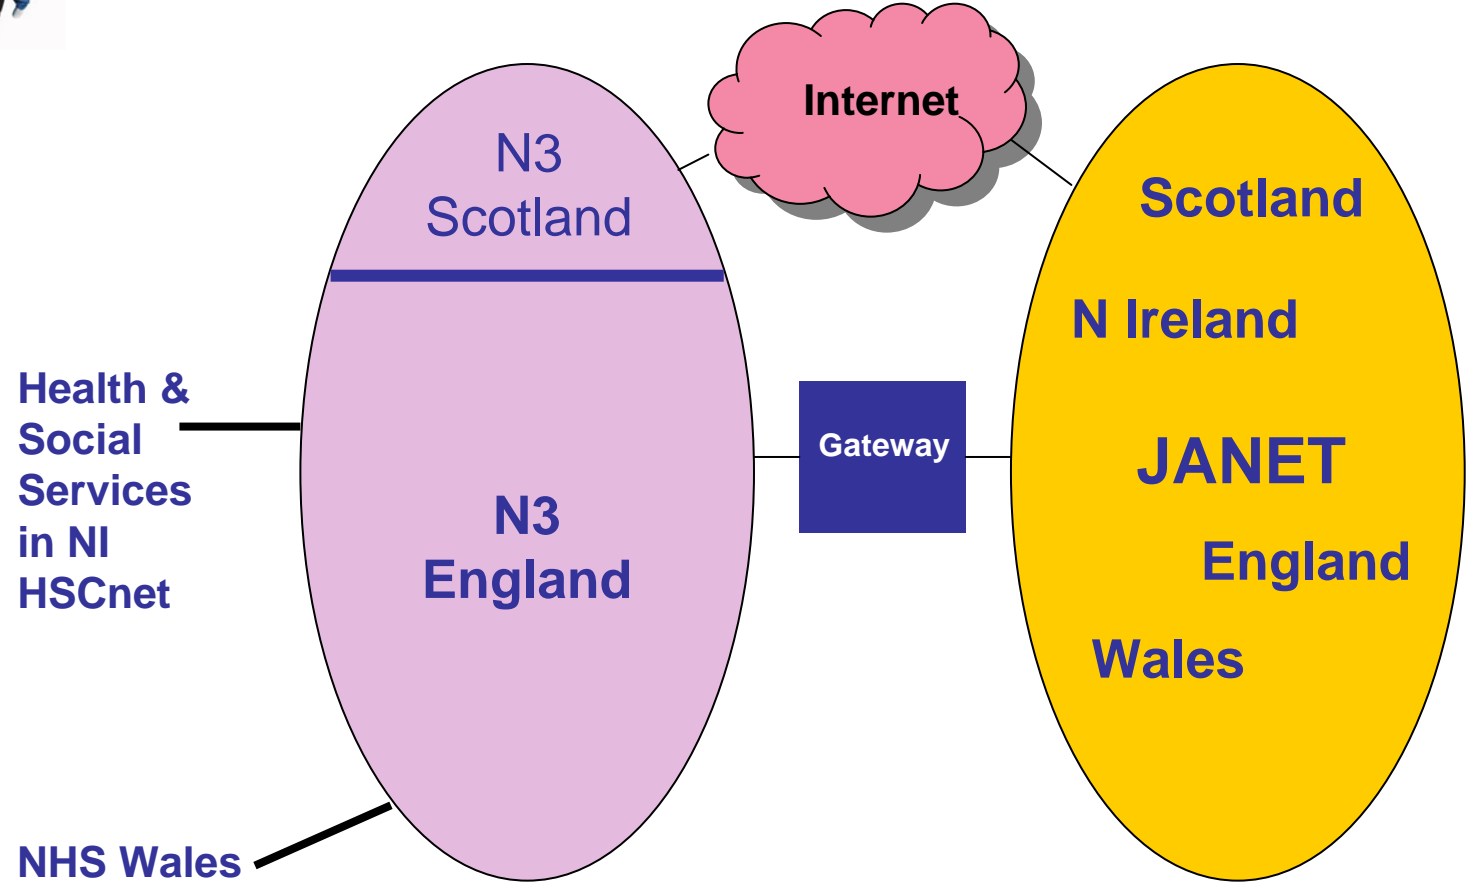 Internet
N3
Scotland
Scotland
N Ireland
Health &
Social
Services
in NI
HSCnet
Gateway
JANET
N3
England
England
Wales
NHS Wales